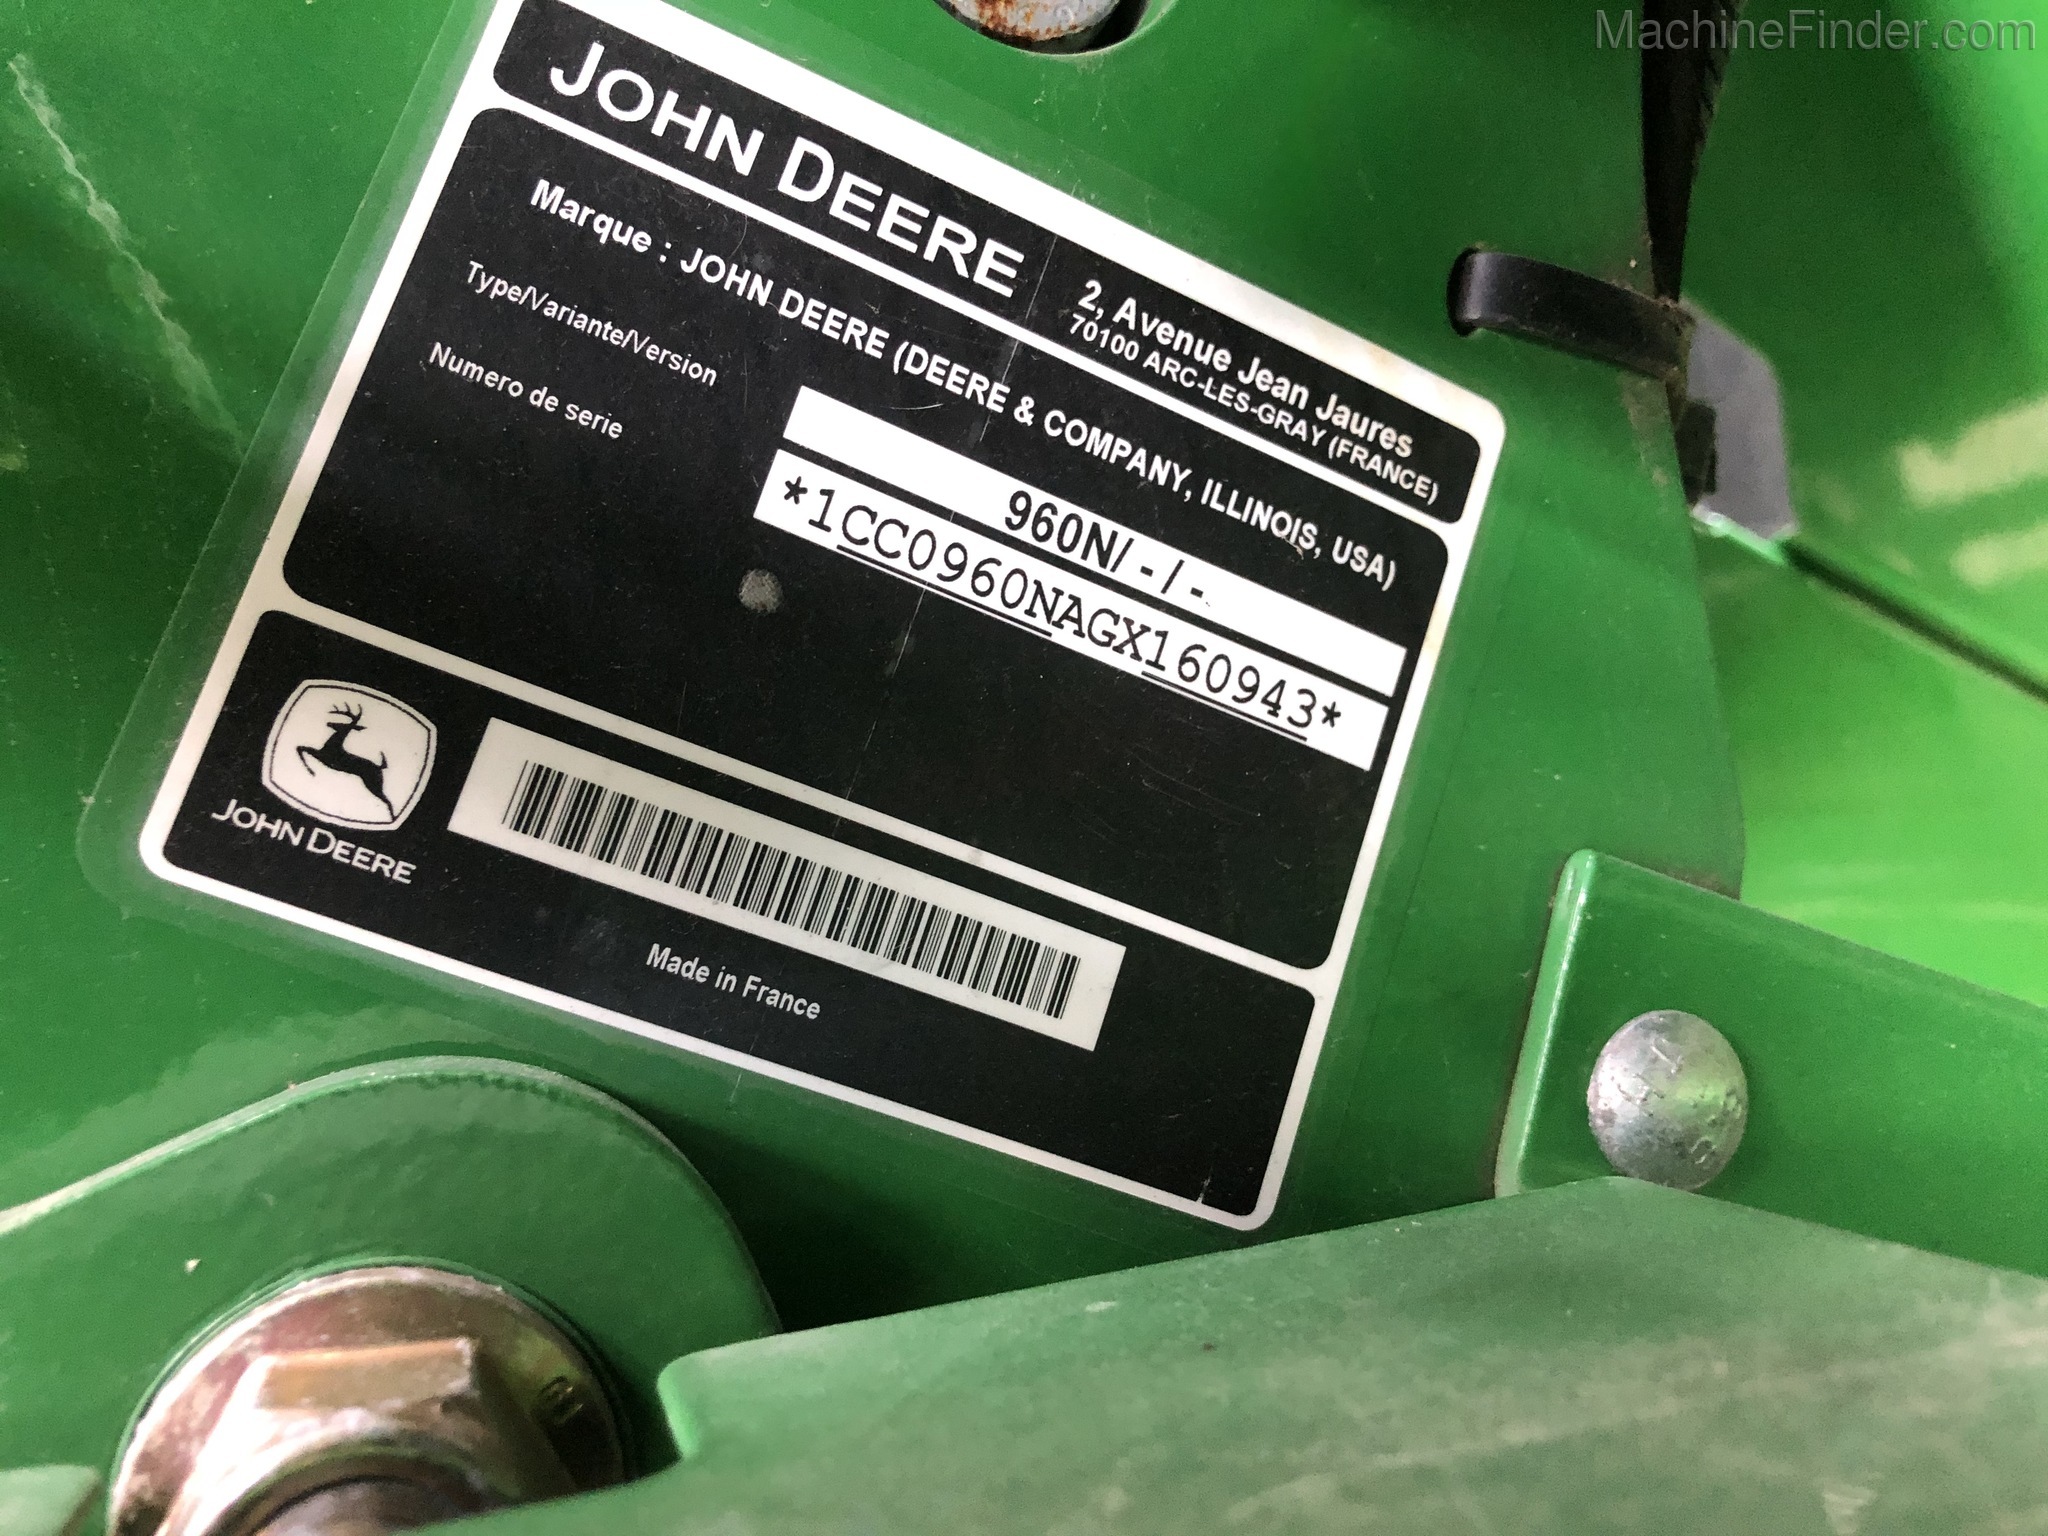 MachineFinder.com
JOHN DEERE
2, Avenue Jean Jaures
70100 ARC-LES-GRAY (FRANCE)
Marque : JOHN DEERE (DEERE & COMPANY, ILLINOIS, USA)
Type/Variante/Version 960N/-/-
Numero de serie *1CC0960NAGX160943*
JOHN DEERE
Made in France